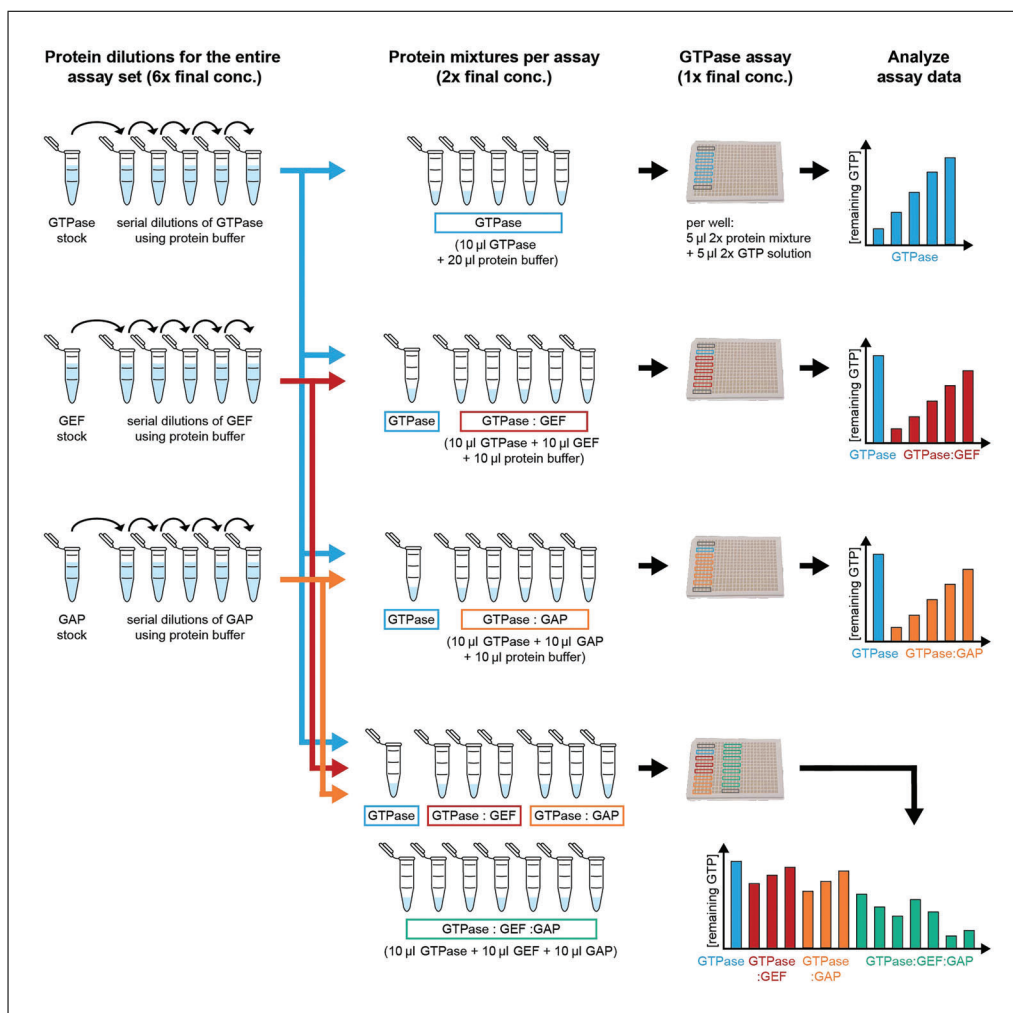 Protein dilutions for the entire
assay set (6x final conc.)
Protein mixtures per assay
(2x final conc.)
GTPase assay
(1x final conc.)
Analyze
assay data
GTPase
stock
serial dilutions of GTPase
using protein buffer
GTPase
(10 µl GTPase
+ 20 µl protein buffer)
per well:
5 µl 2x protein mixture
+ 5 µl 2x GTP solution
[remaining GTP]
GTPase
GEF
stock
serial dilutions of GEF
using protein buffer
GTPase
GTPase : GEF
(10 µl GTPase + 10 µl GEF
+ 10 µl protein buffer)
[remaining GTP]
GTPase GTPase:GEF
GAP
stock
serial dilutions of GAP
using protein buffer
GTPase
GTPase : GAP
(10 µl GTPase + 10 µl GAP
+ 10 µl protein buffer)
[remaining GTP]
GTPase GTPase:GAP
GTPase
GTPase : GEF
GTPase : GAP
GTPase : GEF :GAP
(10 µl GTPase + 10 µl GEF + 10 µl GAP)
[remaining GTP]
GTPase
GTPase
:GEF
GTPase
:GAP
GTPase:GEF:GAP